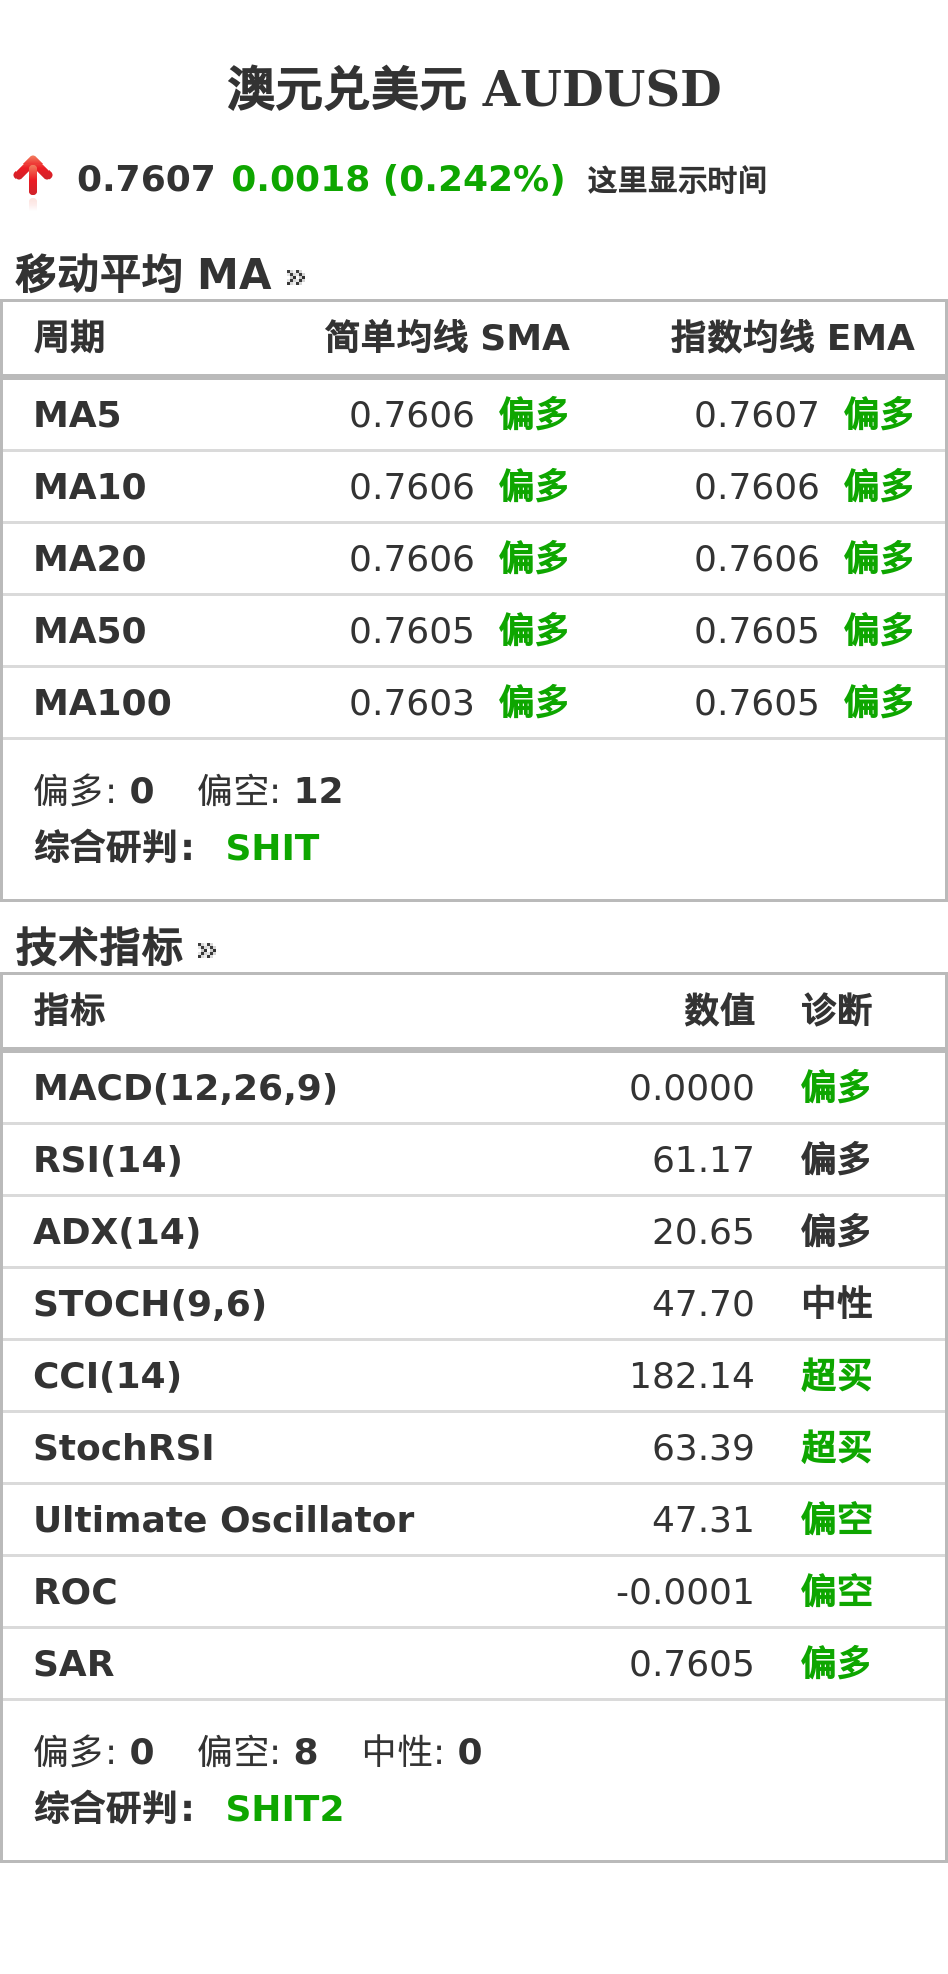 澳元兑美元 AUDUSD
0.7607 0.0018 (0.242%) 这里显示时间
移动平均 MA »
周期 简单均线 SMA 指数均线 EMA
MA5 0.7606 偏多 0.7607 偏多
MA10 0.7606 偏多 0.7606 偏多
MA20 0.7606 偏多 0.7606 偏多
MA50 0.7605 偏多 0.7605 偏多
MA100 0.7603 偏多 0.7605 偏多
偏多: 0 偏空: 12
综合研判: SHIT
技术指标 »
指标 数值 诊断
MACD(12,26,9) 0.0000 偏多
RSI(14) 61.17 偏多
ADX(14) 20.65 偏多
STOCH(9,6) 47.70 中性
CCI(14) 182.14 超买
StochRSI 63.39 超买
Ultimate Oscillator 47.31 偏空
ROC -0.0001 偏空
SAR 0.7605 偏多
偏多: 0 偏空: 8 中性: 0
综合研判: SHIT2